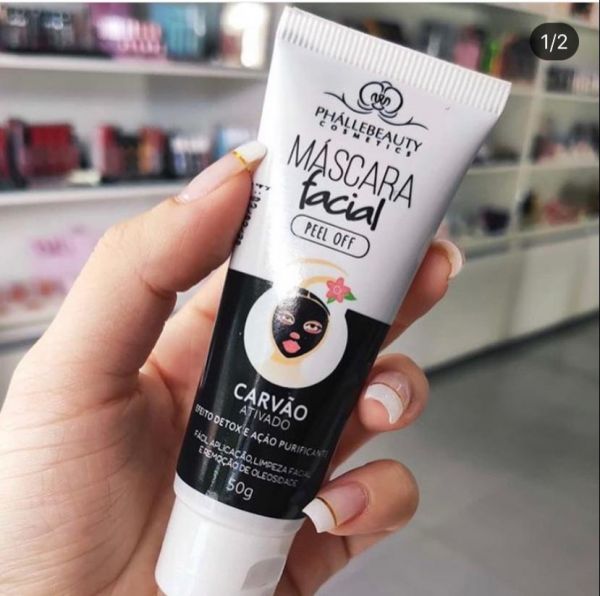 1/2
PHÁLLEBEAUTY
COSMETICS
MÁSCARA
facial
PEEL OFF
CARVÃO
ATIVADO
EFEITO DETOX E AÇÃO PURIFICANTE
FÁCIL APLICAÇÃO, LIMPEZA FACIAL
E REMOÇÃO DE OLEOSIDADE
50g